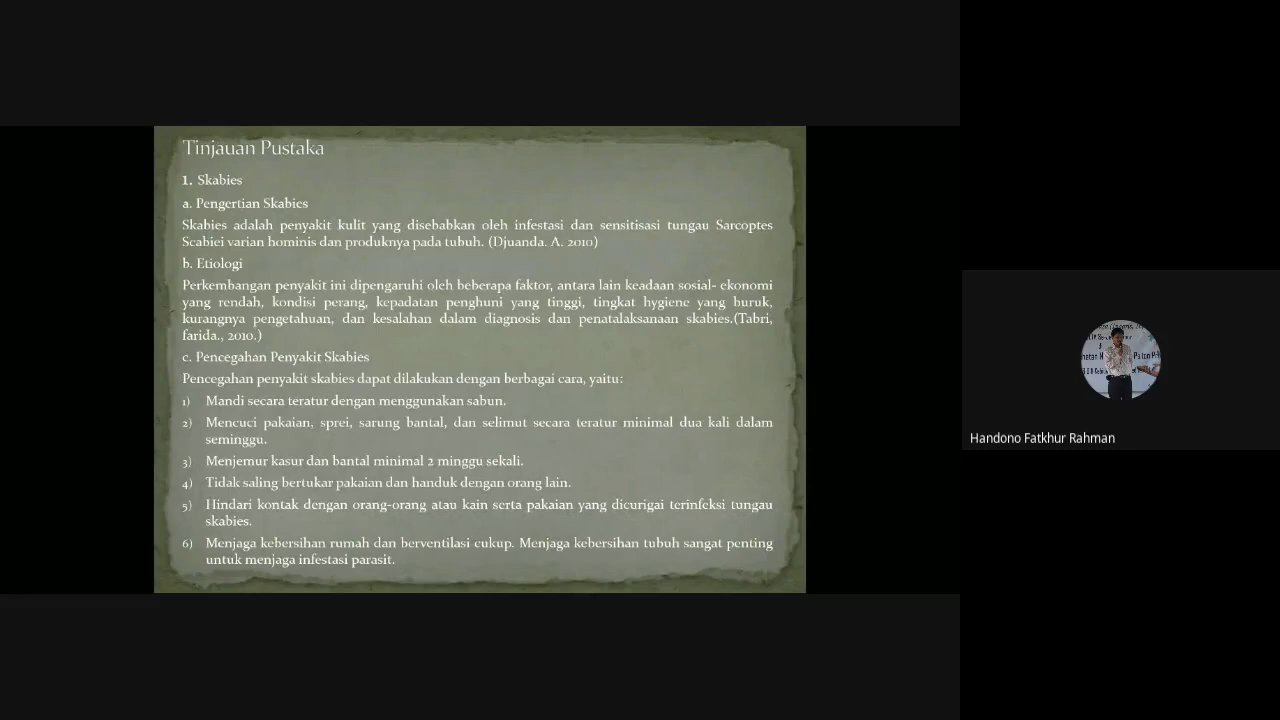 Tinjauan Pustaka
1. Skabies
a. Pengertian Skabies
Skabies adalah penyakit kulit yang disebabkan oleh infestasi dan sensitisasi tungau Sarcoptes
Scabiei varian hominis dan produknya pada tubuh. (Djuanda. A. 2010)
b. Etiologi
Perkembangan penyakit ini dipengaruhi oleh beberapa faktor, antara lain keadaan sosial- ekonomi
yang rendah, kondisi perang, kepadatan penghuni yang tinggi, tingkat hygiene yang buruk,
kurangnya pengetahuan, dan kesalahan dalam diagnosis dan penatalaksanaan skabies.(Tabri,
farida., 2010.)
c. Pencegahan Penyakit Skabies
Pencegahan penyakit skabies dapat dilakukan dengan berbagai cara, yaitu:
1) Mandi secara teratur dengan menggunakan sabun.
2) Mencuci pakaian, sprei, sarung bantal, dan selimut secara teratur minimal dua kali dalam
seminggu.
3) Menjemur kasur dan bantal minimal 2 minggu sekali.
4) Tidak saling bertukar pakaian dan handuk dengan orang lain.
5) Hindari kontak dengan orang-orang atau kain serta pakaian yang dicurigai terinfeksi tungau
skabies.
6) Menjaga kebersihan rumah dan berventilasi cukup. Menjaga kebersihan tubuh sangat penting
untuk menjaga infestasi parasit.
Handono Fatkhur Rahman